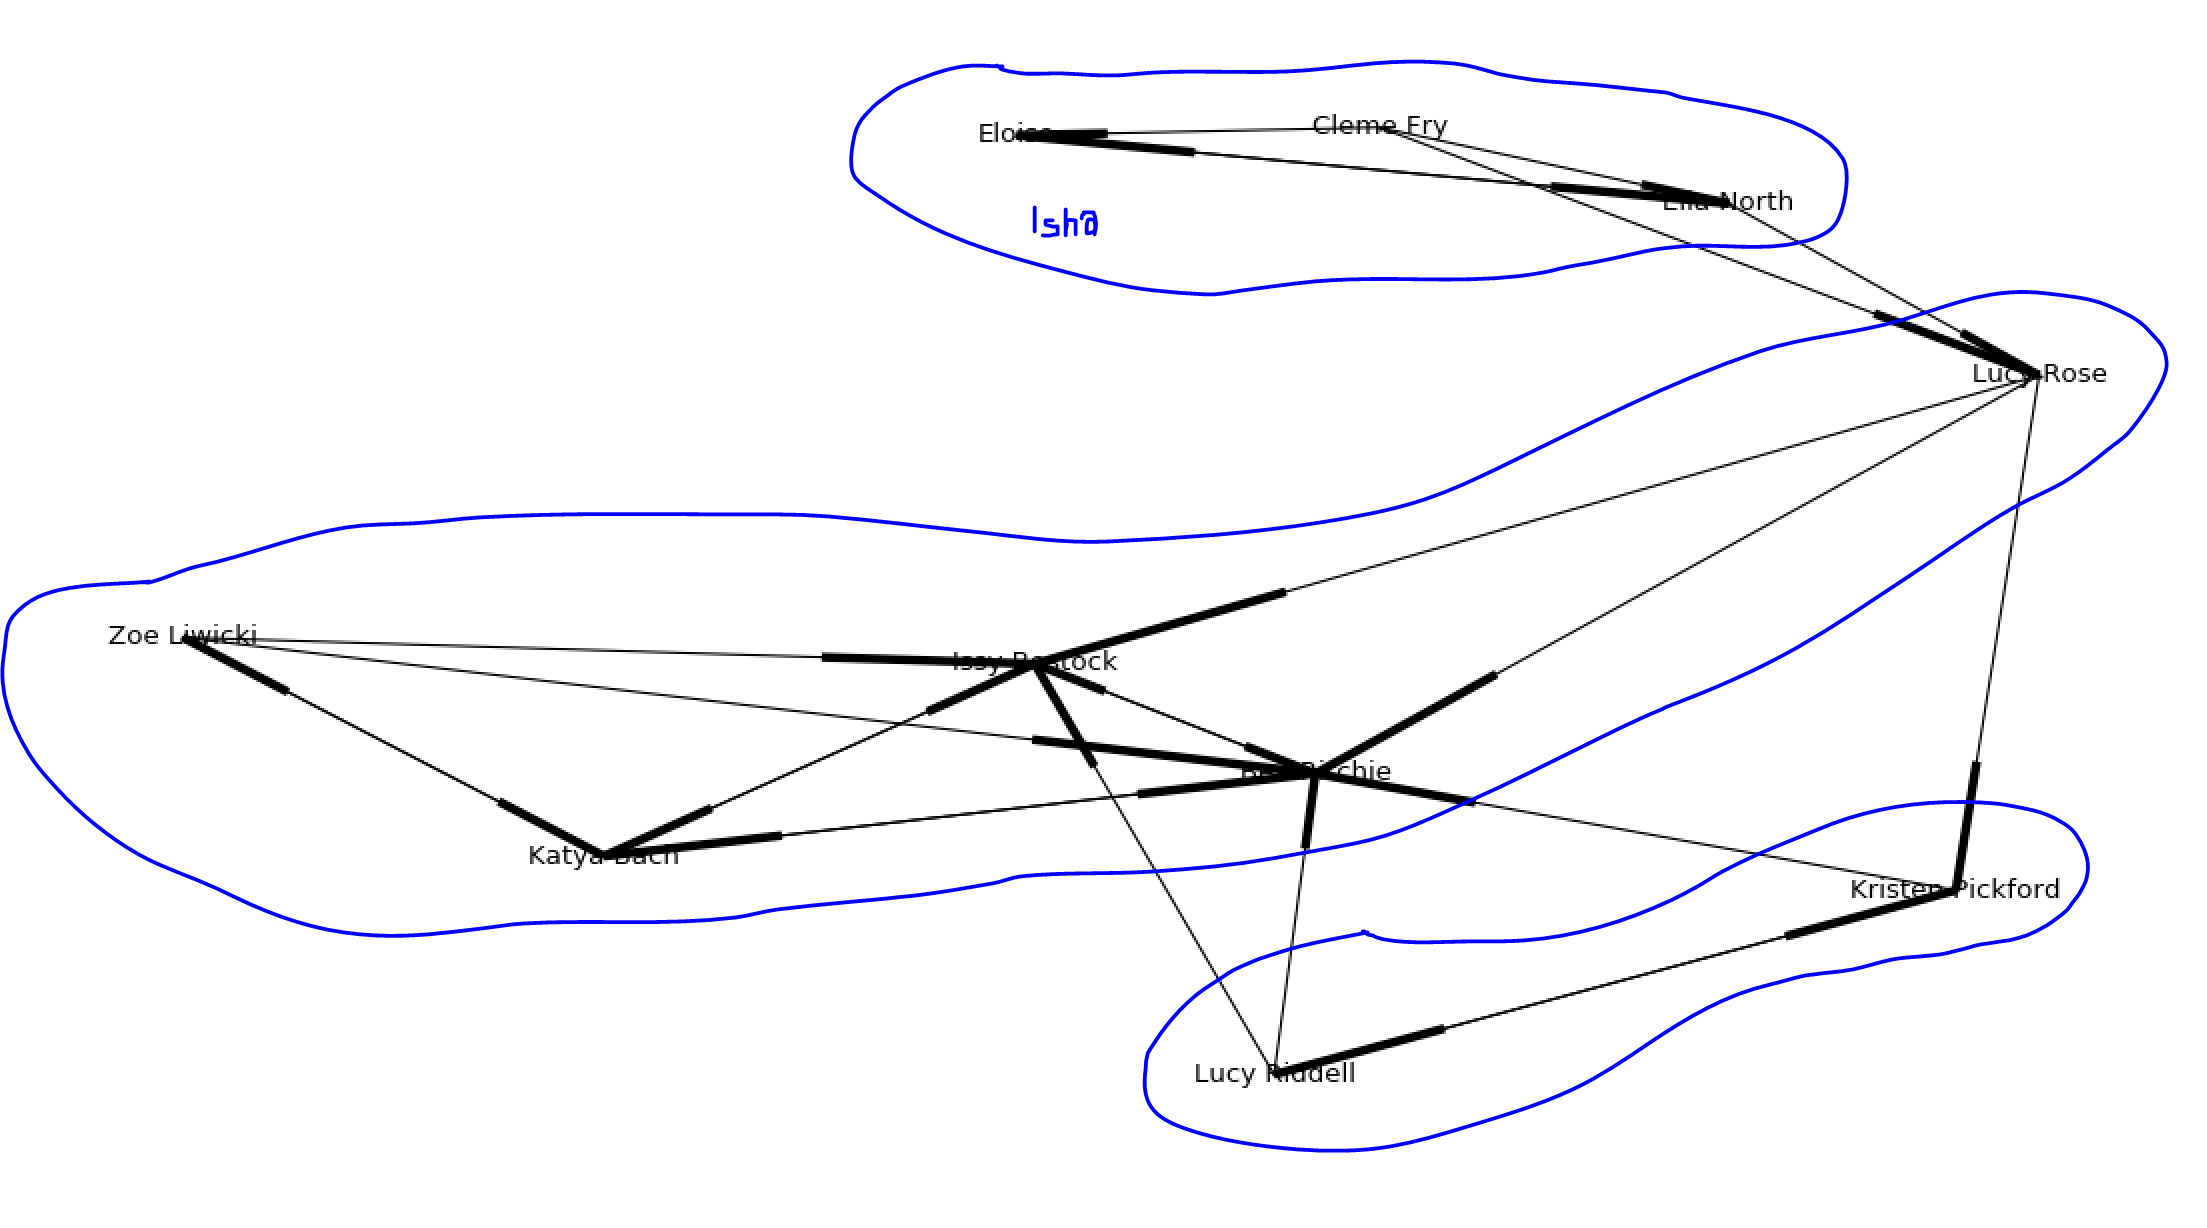 Cleme Fry
Eloise
Ella North
Isha
Lucy Rose
Zoe Liwicki
Issy Bostock
Ritchie
Katya Bach
Kristen Pickford
Lucy Riddell